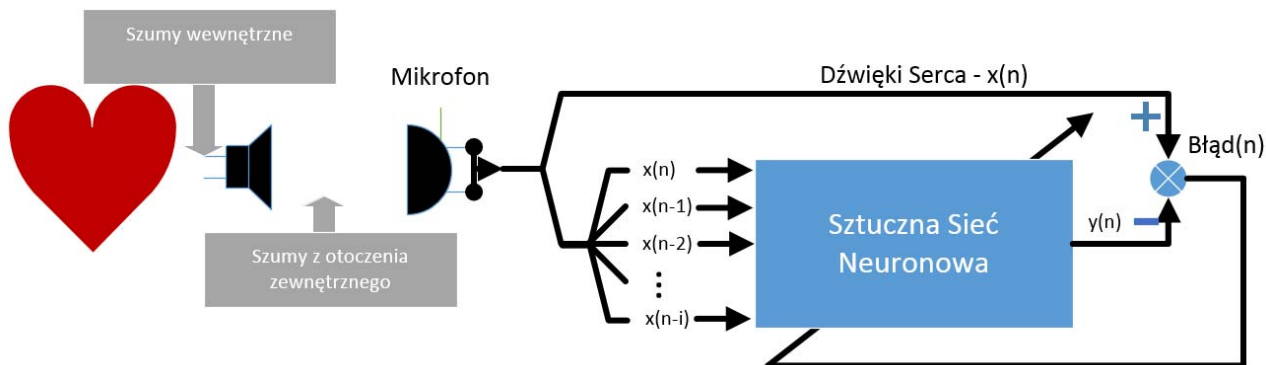 Szumy wewnętrzne
Mikrofon
Dźwięki Serca - x(n)
+
Błąd(n)
x(n)
x(n-1)
x(n-2)
⋮
x(n-i)
Sztuczna Sieć
Neuronowa
y(n)
−
Szumy z otoczenia
zewnętrznego